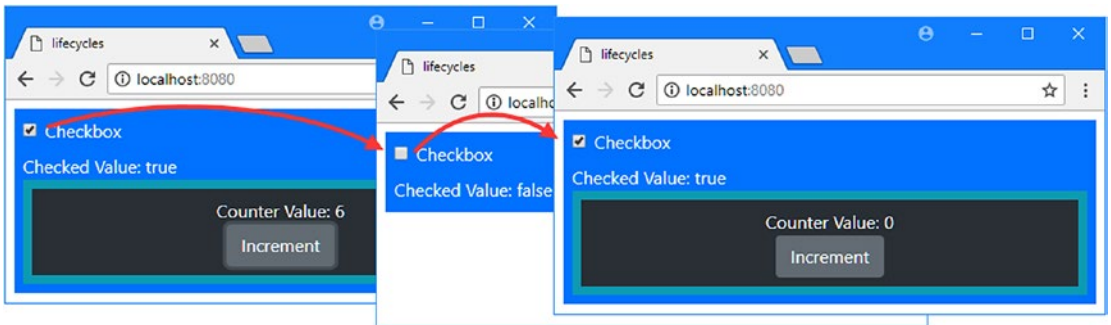 lifecycles
localhost:8080
Checkbox
Checked Value: true
Counter Value: 6
Increment
lifecycles
localho
Checkbox
Checked Value: false
lifecycles
localhost:8080
Checkbox
Checked Value: true
Counter Value: 0
Increment